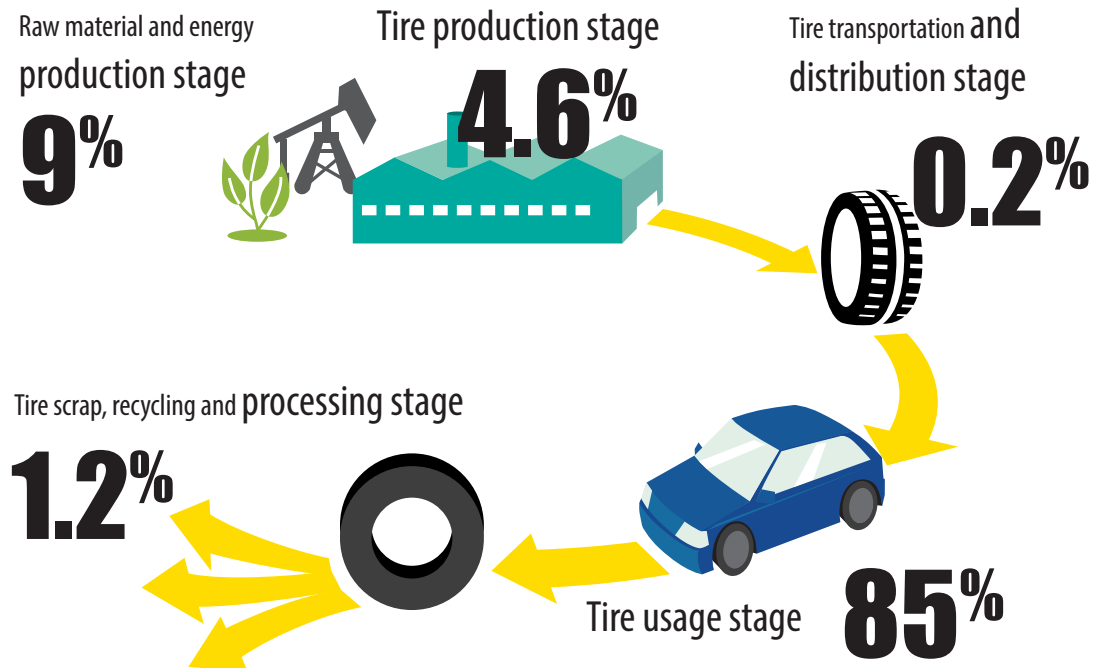 Raw material and energy
production stage
9%
Tire production stage
4.6%
Tire transportation and
distribution stage
0.2%
Tire scrap, recycling and processing stage
1.2%
Tire usage stage
85%